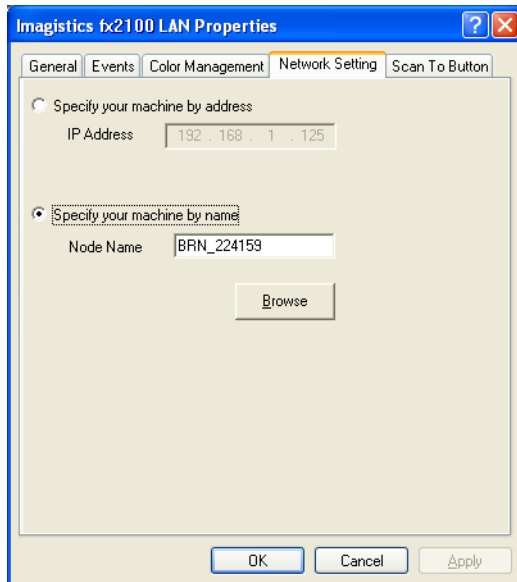 Imagistics fx2100 LAN Properties
General Events Color Management Network Setting Scan To Button
Specify your machine by address
IP Address 192 . 168 . 1 . 125
Specify your machine by name
Node Name BRN_224159
Browse
OK Cancel Apply